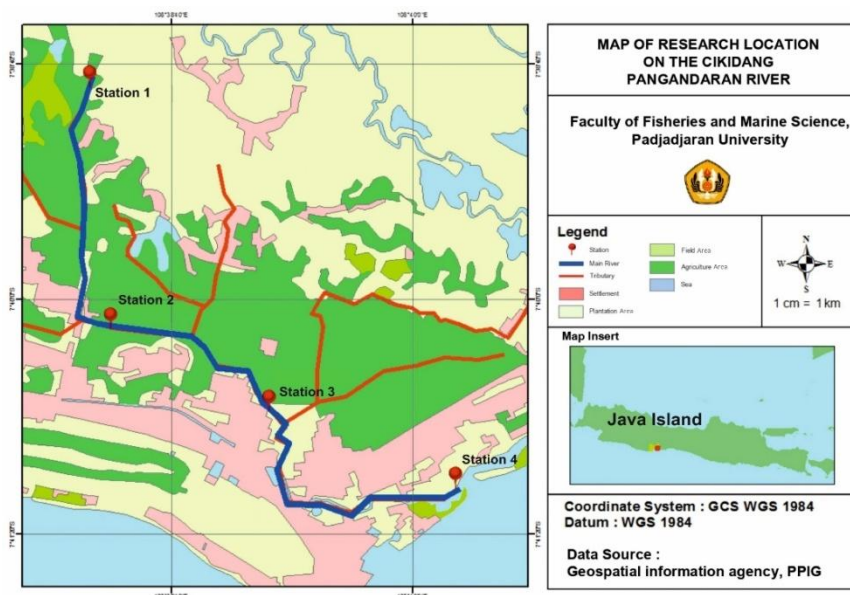 Station 1
Station 2
Station 3
Station 4
MAP OF RESEARCH LOCATION
ON THE CIKIDANG
PANGANDARAN RIVER
Faculty of Fisheries and Marine Science,
Padjadjaran University
Legend
Station
Main River
Tributary
Settlement
Plantation Area
Field Area
Agriculture Area
Sea
N
W E
S
1 cm = 1 km
Map Insert
Java Island
Coordinate System : GCS WGS 1984
Datum : WGS 1984
Data Source :
Geospatial information agency, PPIG